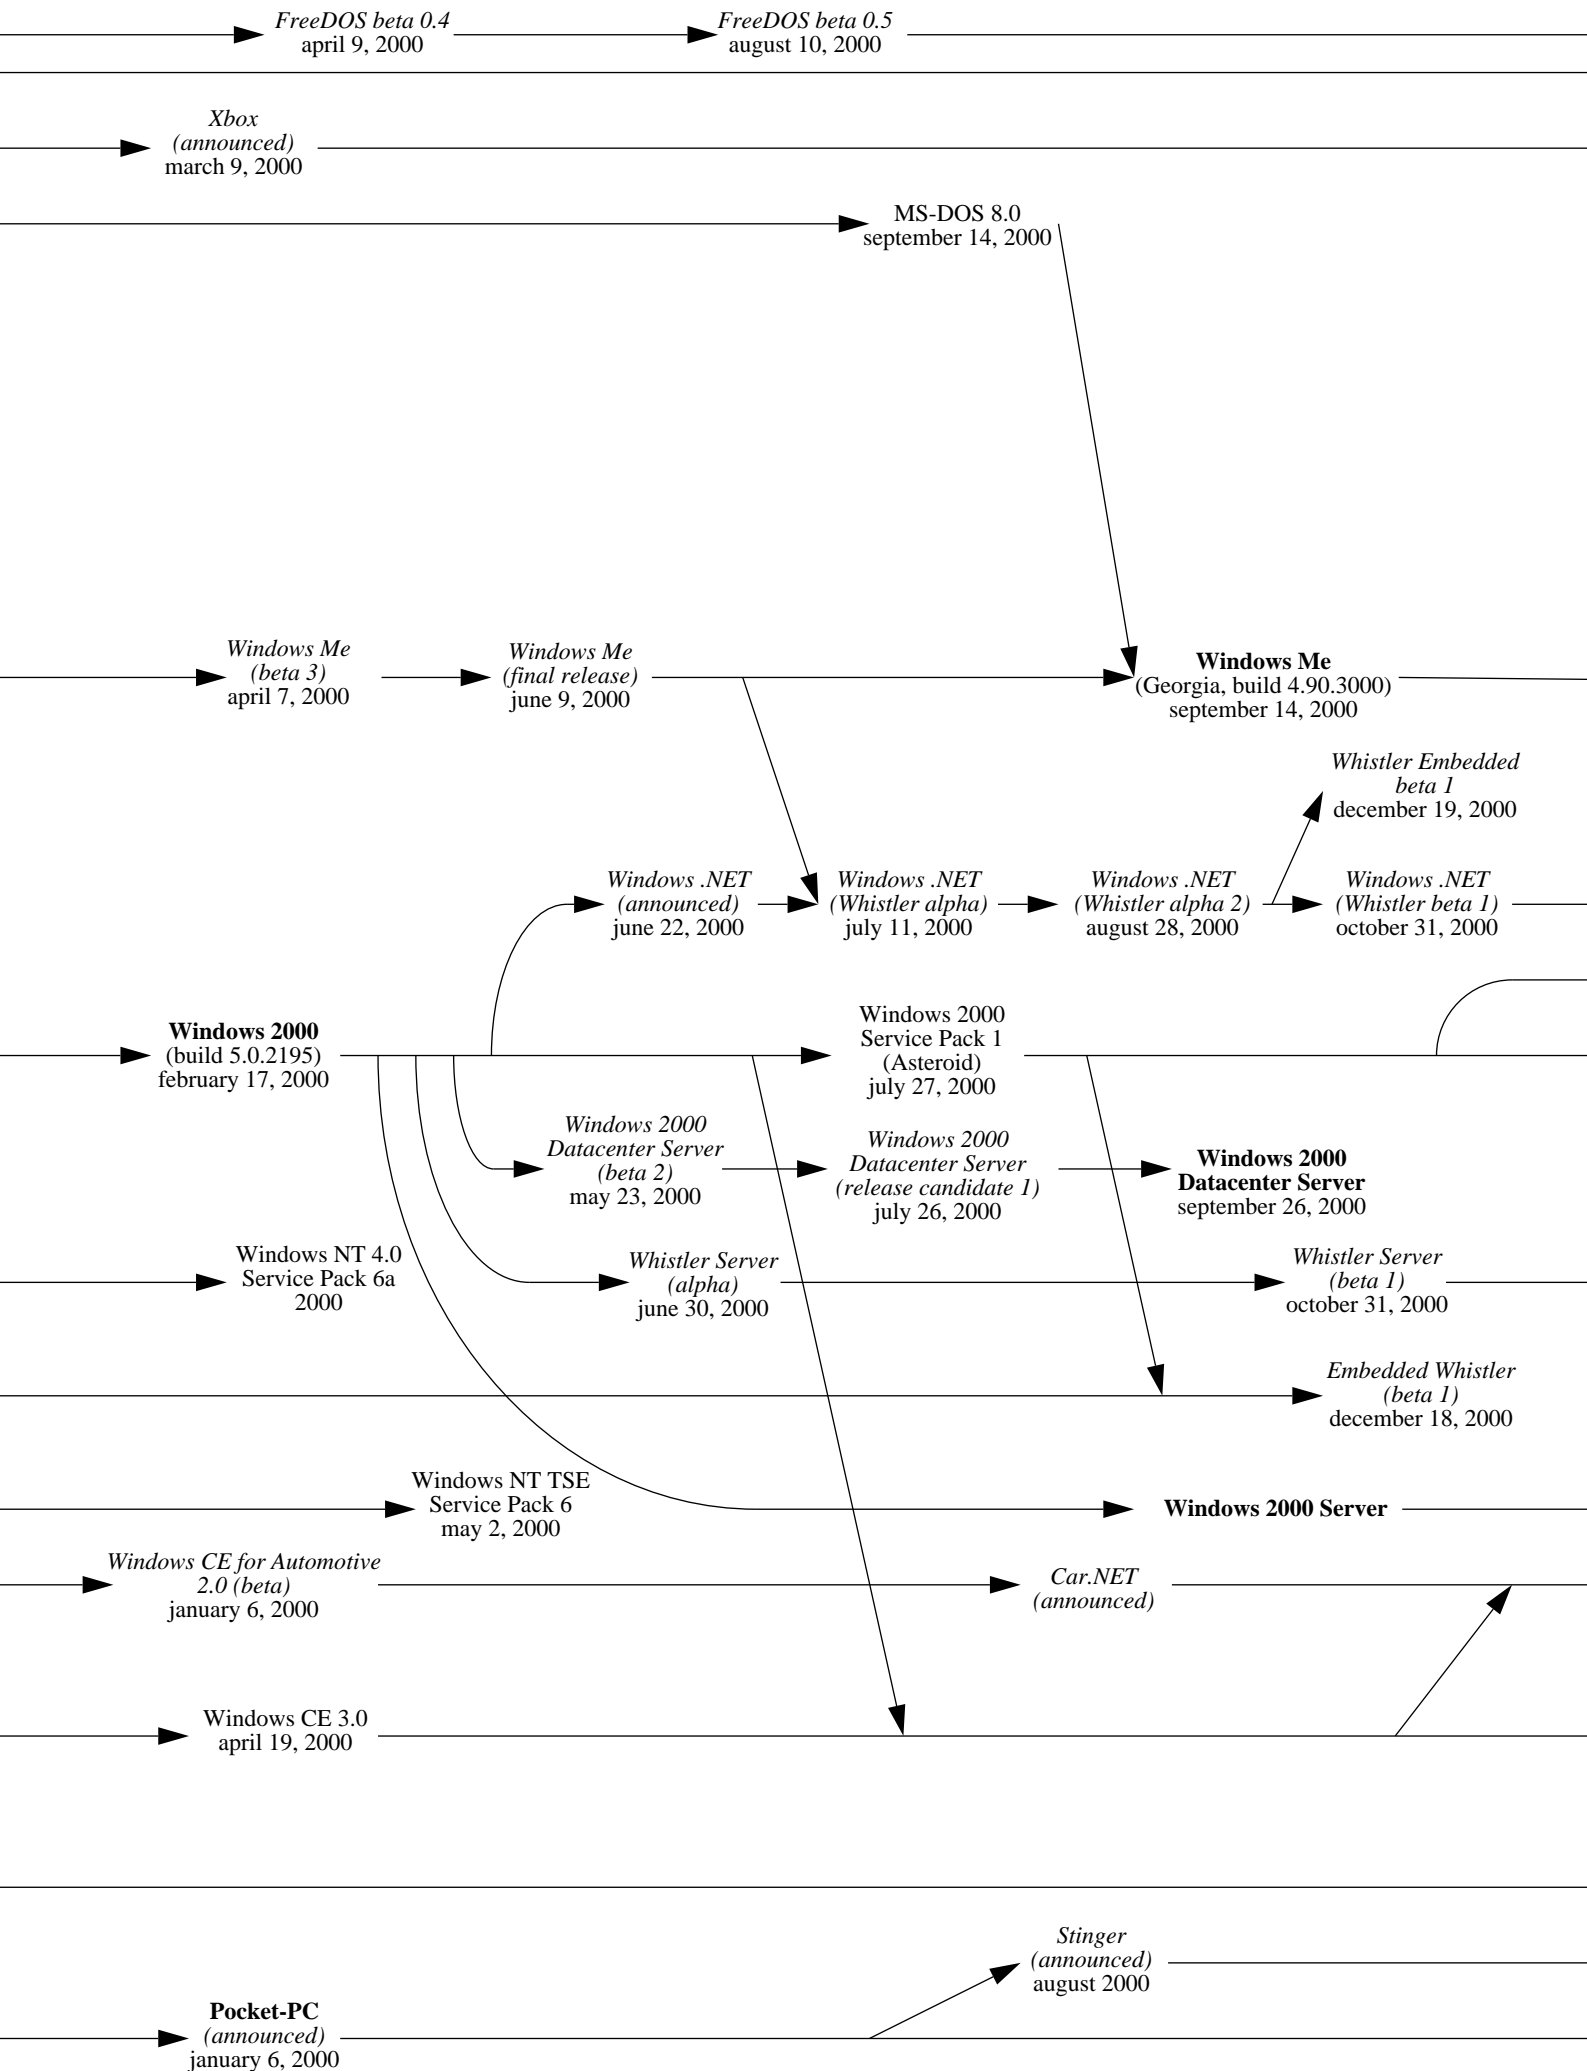 FreeDOS beta 0.4
april 9, 2000
FreeDOS beta 0.5
august 10, 2000
Xbox
(announced)
march 9, 2000
MS-DOS 8.0
september 14, 2000
Windows Me
(beta 3)
april 7, 2000
Windows Me
(final release)
june 9, 2000
Windows Me
(Georgia, build 4.90.3000)
september 14, 2000
Whistler Embedded
beta 1
december 19, 2000
Windows .NET
(announced)
june 22, 2000
Windows .NET
(Whistler alpha)
july 11, 2000
Windows .NET
(Whistler alpha 2)
august 28, 2000
Windows .NET
(Whistler beta 1)
october 31, 2000
Windows 2000
(build 5.0.2195)
february 17, 2000
Windows 2000
Service Pack 1
(Asteroid)
july 27, 2000
Windows 2000
Datacenter Server
(beta 2)
may 23, 2000
Windows 2000
Datacenter Server
(release candidate 1)
july 26, 2000
Windows 2000
Datacenter Server
september 26, 2000
Windows NT 4.0
Service Pack 6a
2000
Whistler Server
(alpha)
june 30, 2000
Whistler Server
(beta 1)
october 31, 2000
Embedded Whistler
(beta 1)
december 18, 2000
Windows NT TSE
Service Pack 6
may 2, 2000
Windows 2000 Server
Windows CE for Automotive
2.0 (beta)
january 6, 2000
Car.NET
(announced)
Windows CE 3.0
april 19, 2000
Stinger
(announced)
august 2000
Pocket-PC
(announced)
january 6, 2000